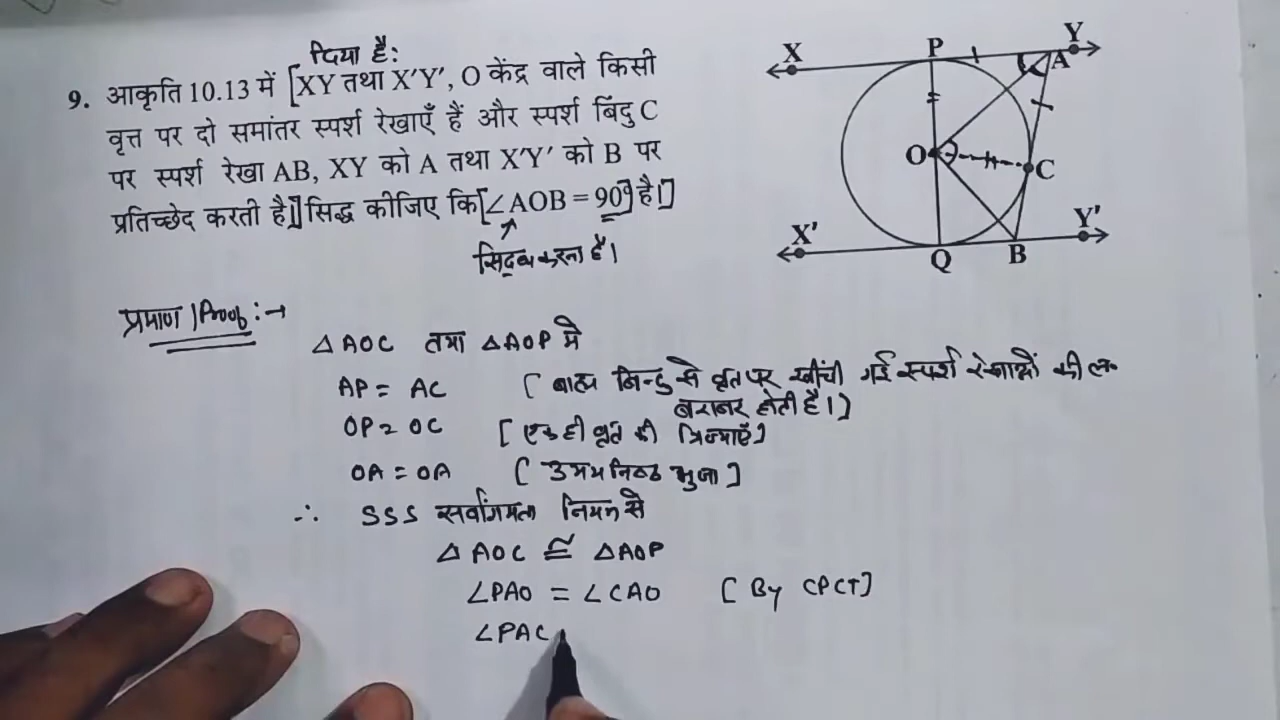 दिया है:
9. आकृति 10.13 में [XY तथा X'Y', O केंद्र वाले किसी
वृत्त पर दो समांतर स्पर्श रेखाएँ हैं और स्पर्श बिंदु C
पर स्पर्श रेखा AB, XY को A तथा X'Y' को B पर
प्रतिच्छेद करती है।] सिद्ध कीजिए कि [∠AOB = 90° है।]
सिद्ध करना है।
X P Y A
O C
X' Q B Y'
प्रमाण / Proof :→
△AOC तथा △AOP में
AP = AC [बाह्य बिन्दु से वृत्त पर खींची गई स्पर्श रेखाओं की
बराबर होती है।]
OP = OC [एक ही वृत्त की त्रिज्याएँ]
OA = OA [उभयनिष्ठ भुजा]
∴ SSS सर्वांगसमता नियम से
△AOC ≅ △AOP
∠PAO = ∠CAO [By CPCT]
∠PAC